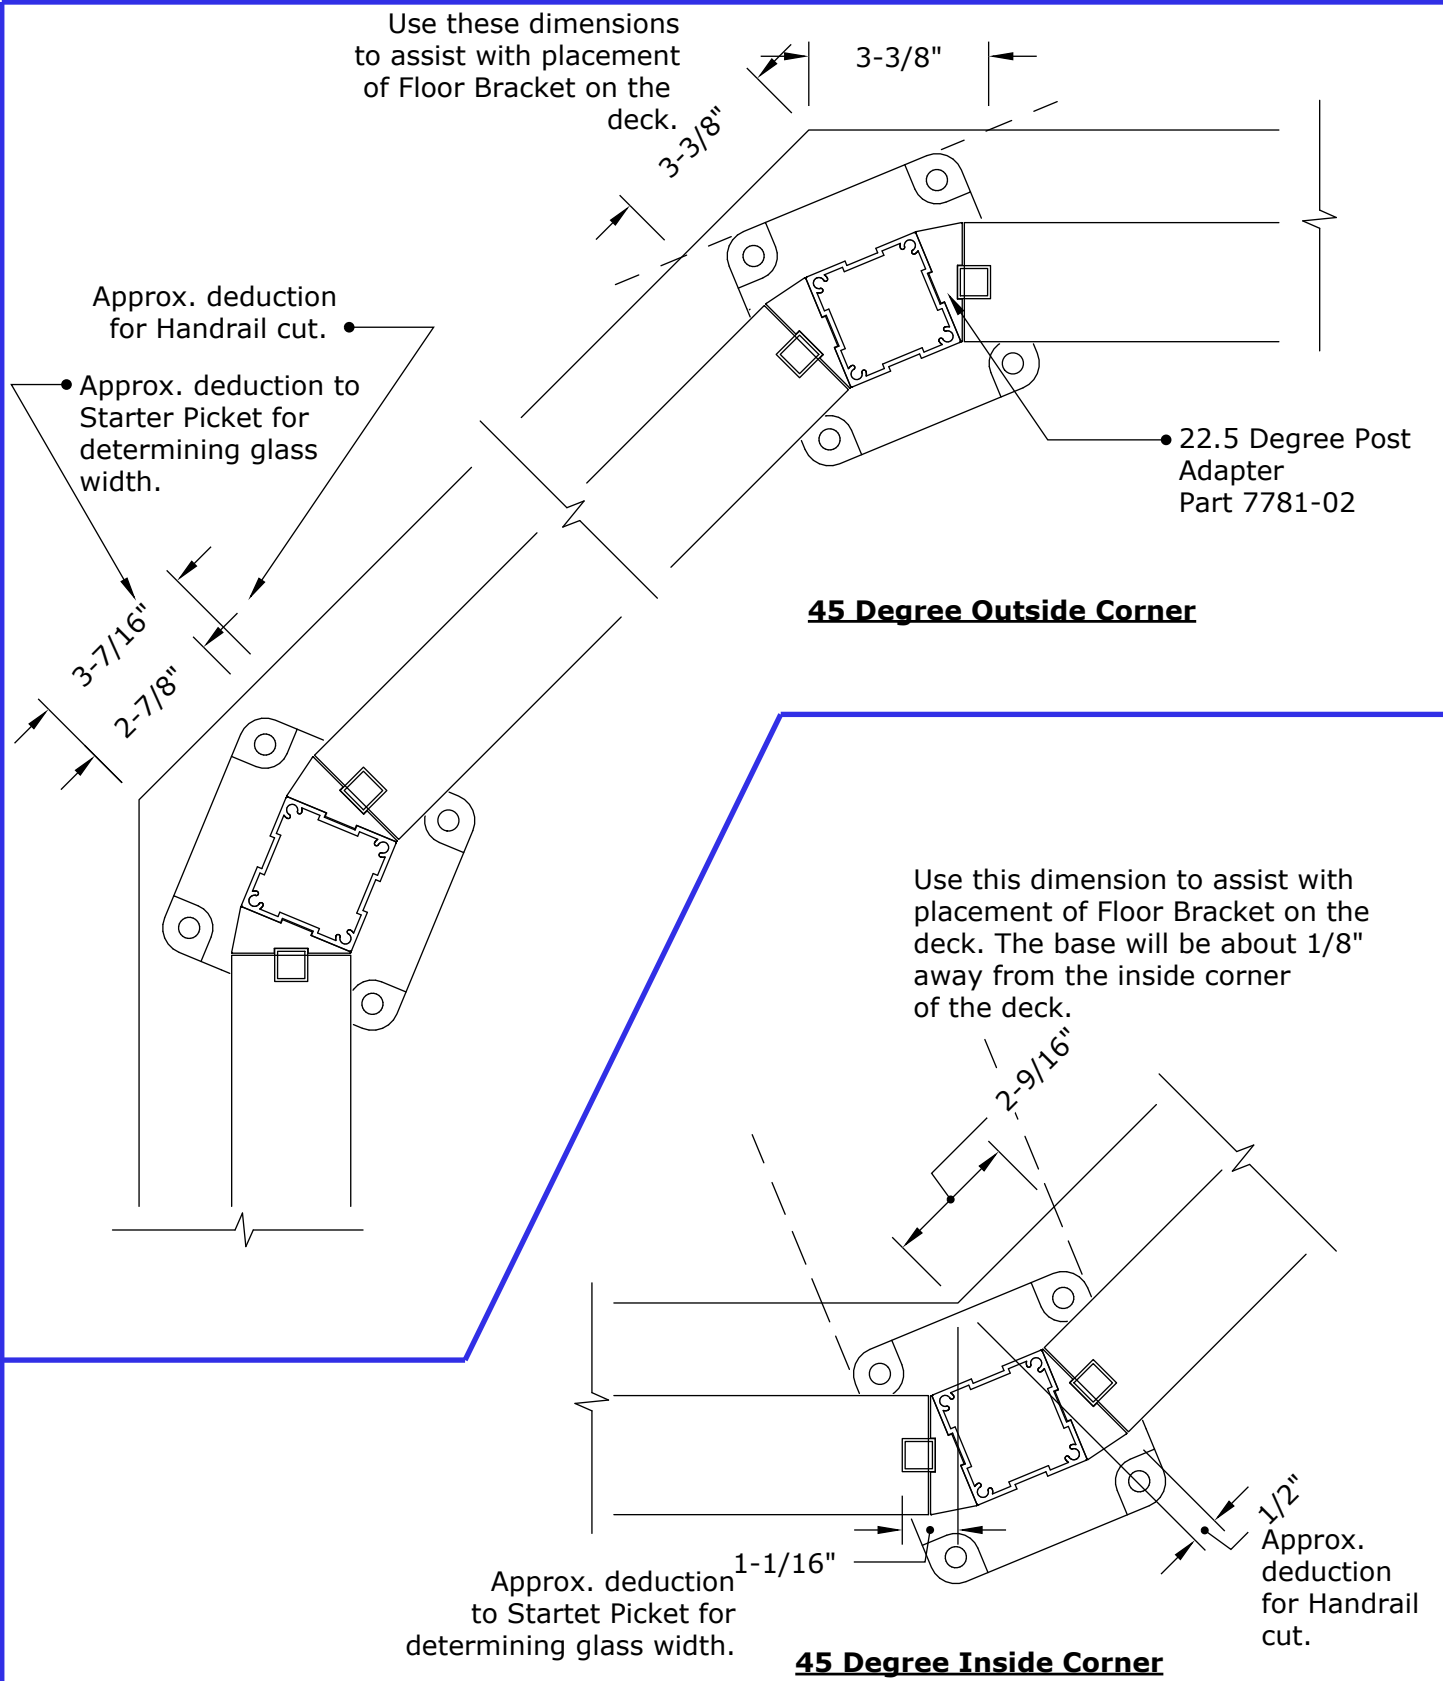 Use these dimensions
to assist with placement
of Floor Bracket on the
deck.
3-3/8"
3-3/8"
Approx. deduction
for Handrail cut.
Approx. deduction to
Starter Picket for
determining glass
width.
22.5 Degree Post
Adapter
Part 7781-02
3-7/16"
2-7/8"
45 Degree Outside Corner
Use this dimension to assist with
placement of Floor Bracket on the
deck. The base will be about 1/8"
away from the inside corner
of the deck.
2-9/16"
1/2"
Approx.
deduction
for Handrail
cut.
1-1/16"
Approx. deduction
to Startet Picket for
determining glass width.
45 Degree Inside Corner